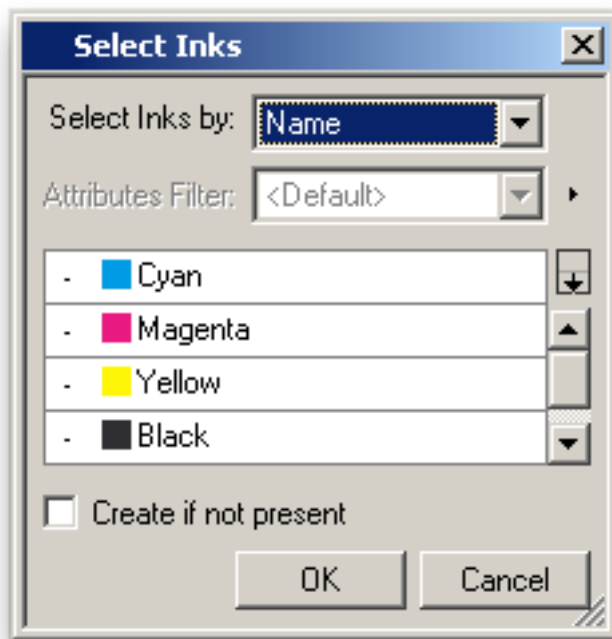 Select Inks
Select Inks by: Name
Attributes Filter: <Default>
- Cyan
- Magenta
- Yellow
- Black
Create if not present
OK Cancel